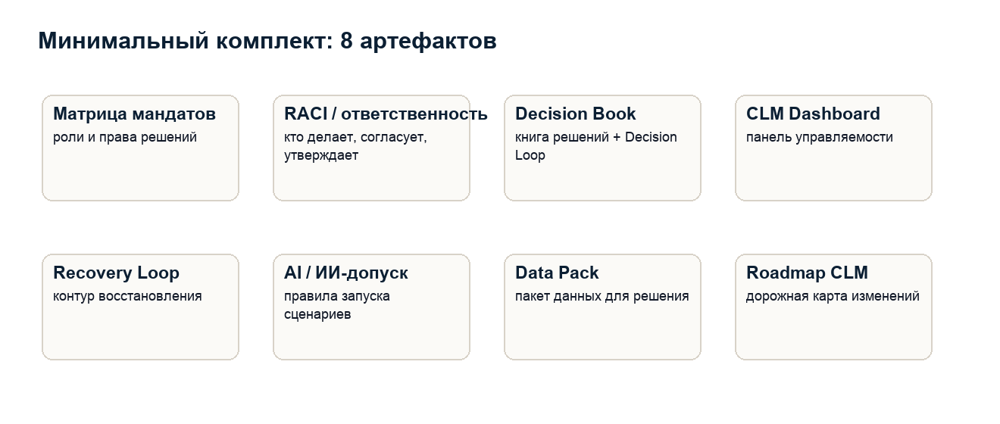 Минимальный комплект: 8 артефактов
Матрица мандатов
роли и права решений
RACI / ответственность
кто делает, согласует,
утверждает
Decision Book
книга решений + Decision
Loop
CLM Dashboard
панель управляемости
Recovery Loop
контур восстановления
AI / ИИ-допуск
правила запуска
сценариев
Data Pack
пакет данных для решения
Roadmap CLM
дорожная карта изменений